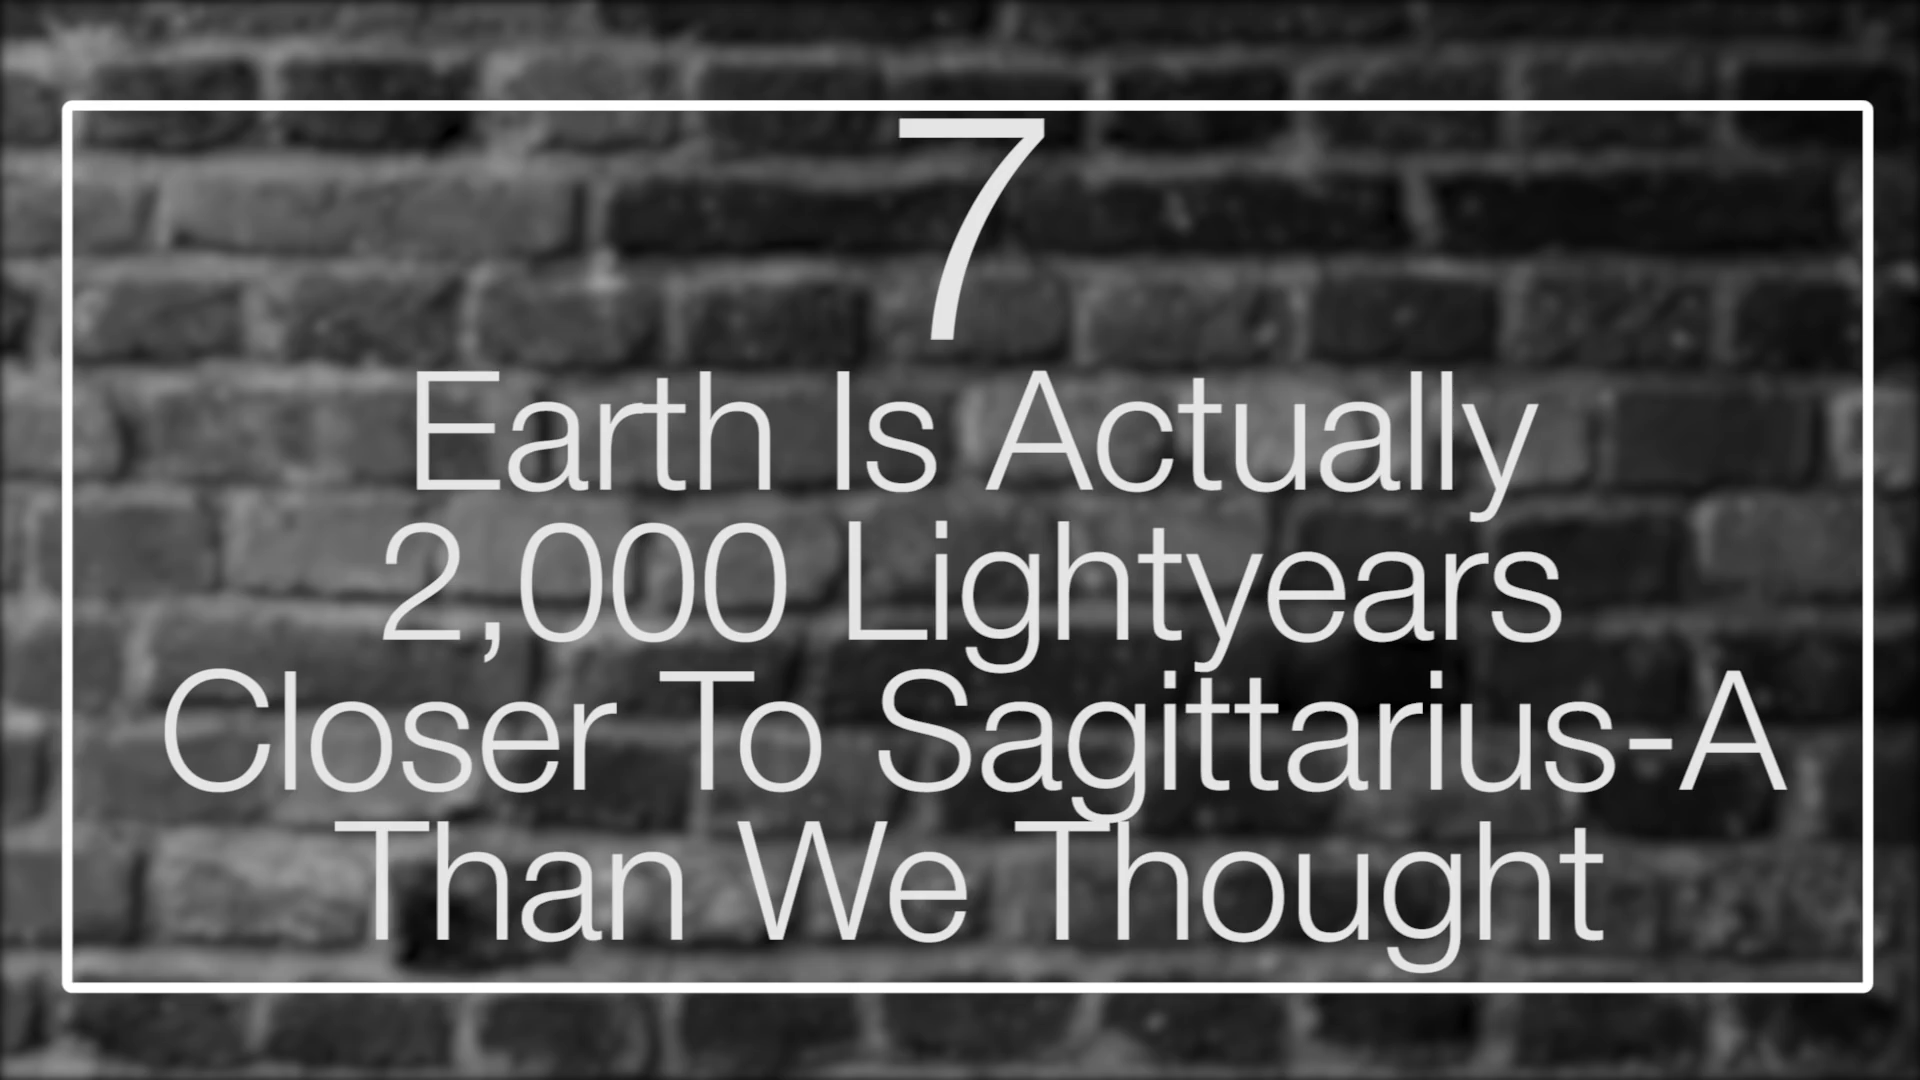 7
Earth Is Actually
2,000 Lightyears
Closer To Sagittarius-A
Than We Thought